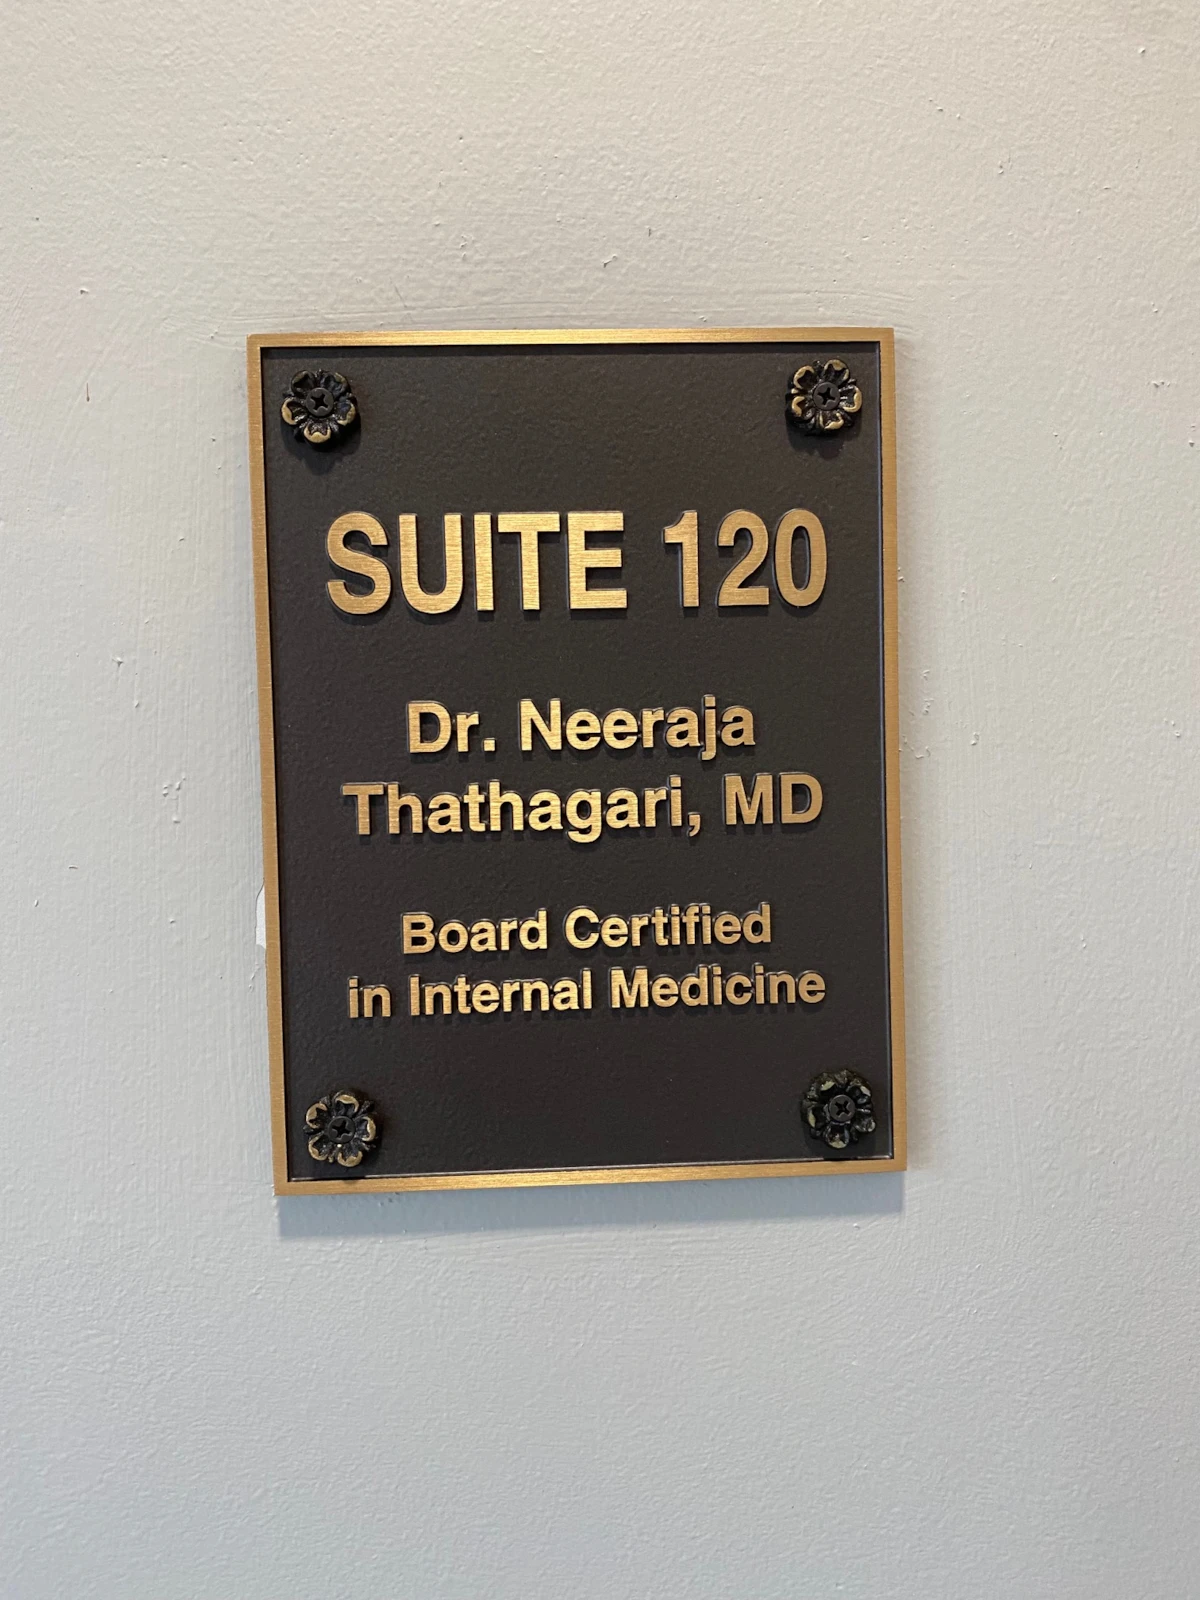 SUITE 120
Dr. Neeraja
Thathagari, MD
Board Certified
in Internal Medicine